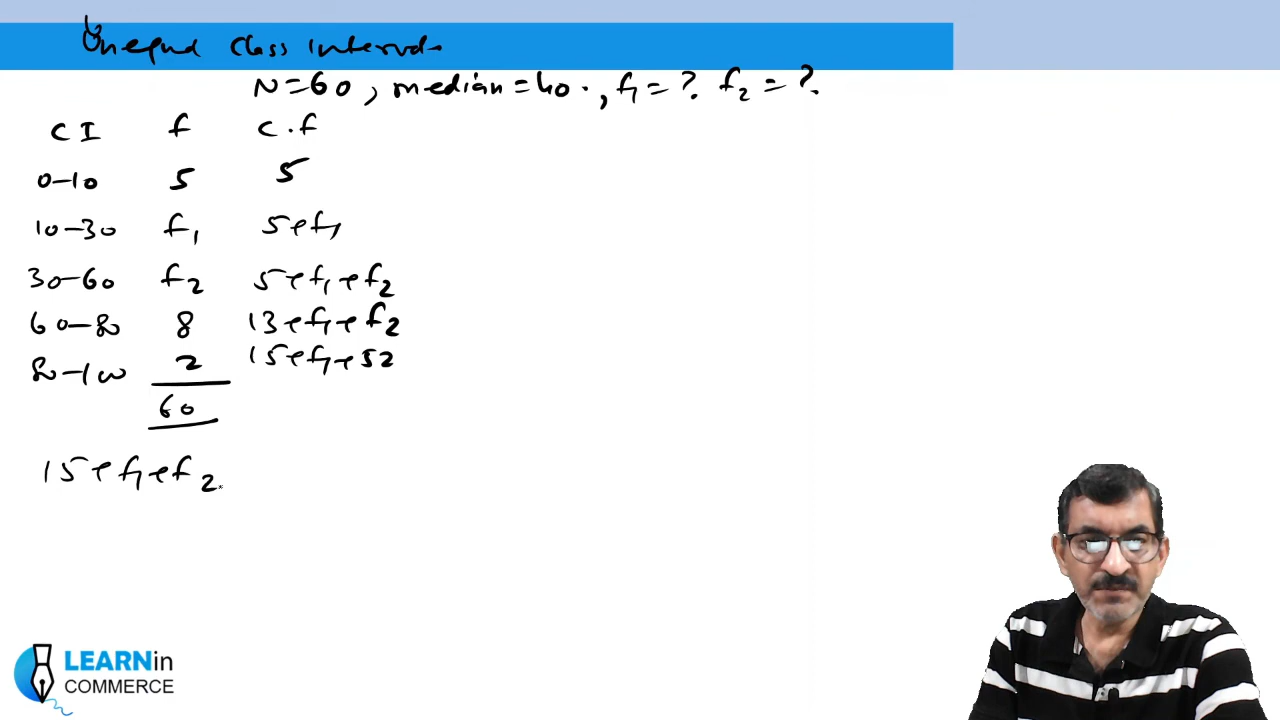 Unequal class intervals
N=60, median=40., f1=? f2=?
CI f c.f
0-10 5 5
10-30 f1 5+f1
30-60 f2 5+f1+f2
60-80 8 13+f1+f2
80-100 2 15+f1+52
60
15+f1+f2
LEARNin
COMMERCE